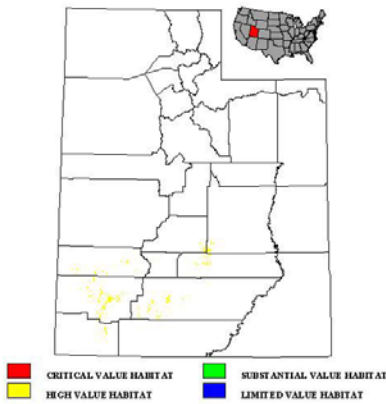 CRITICAL VALUE HABITAT
SUBSTANTIAL VALUE HABITAT
HIGH VALUE HABITAT
LIMITED VALUE HABITAT